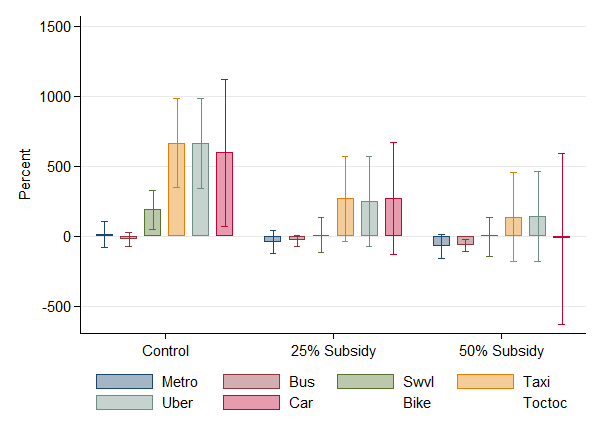 1500
1000
500
0
-500
Percent
Control 25% Subsidy 50% Subsidy
Metro Bus Swvl Taxi
Uber Car Bike Toctoc